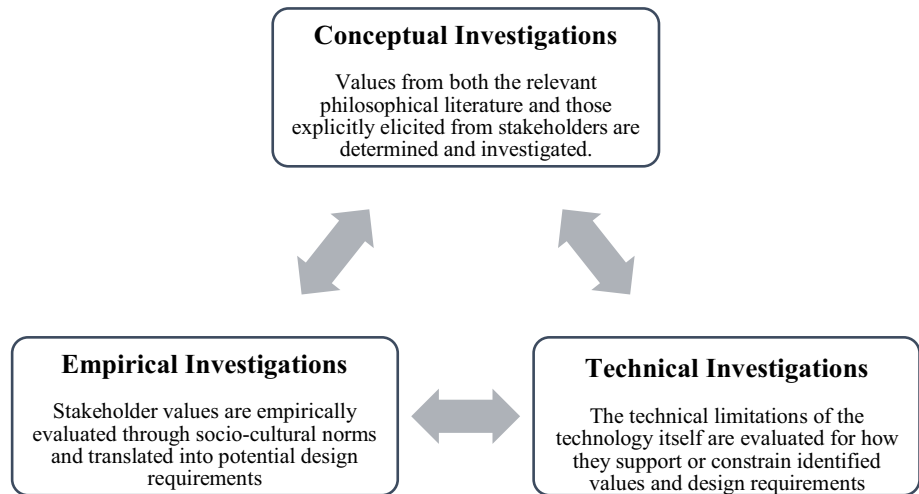 Conceptual Investigations
Values from both the relevant
philosophical literature and those
explicitly elicited from stakeholders are
determined and investigated.
Empirical Investigations
Stakeholder values are empirically
evaluated through socio-cultural norms
and translated into potential design
requirements
Technical Investigations
The technical limitations of the
technology itself are evaluated for how
they support or constrain identified
values and design requirements